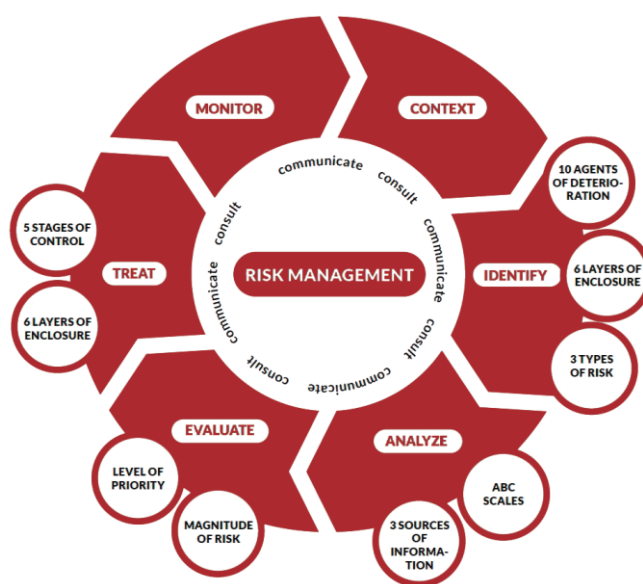 MONITOR
CONTEXT
communicate consult communicate consult communicate consult communicate consult
RISK MANAGEMENT
10 AGENTS
OF DETERIO-
RATION
IDENTIFY
6 LAYERS OF
ENCLOSURE
3 TYPES
OF RISK
ANALYZE
ABC
SCALES
3 SOURCES
OF
INFORMA-
TION
EVALUATE
MAGNITUDE
OF RISK
LEVEL OF
PRIORITY
TREAT
6 LAYERS
OF ENCLOSURE
5 STAGES OF
CONTROL